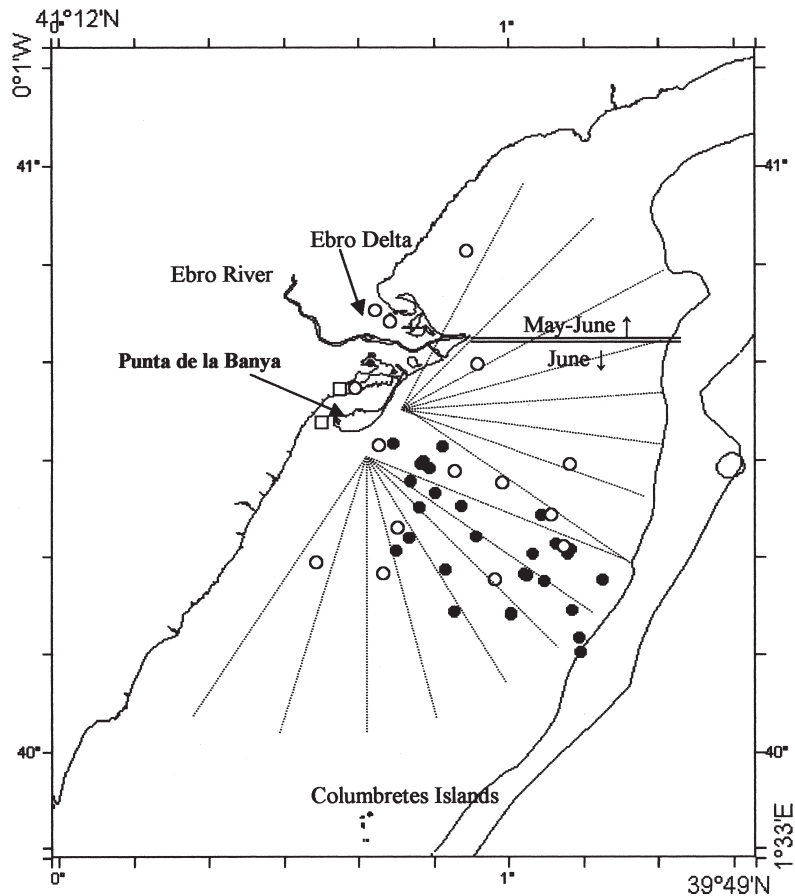 41°12'N
0°
1°
0°1'W
41°
41°
Ebro Delta
Ebro River
May-June ↑
June ↓
Punta de la Banya
40°
40°
Columbretes Islands
0°
1°
1°33'E
39°49'N